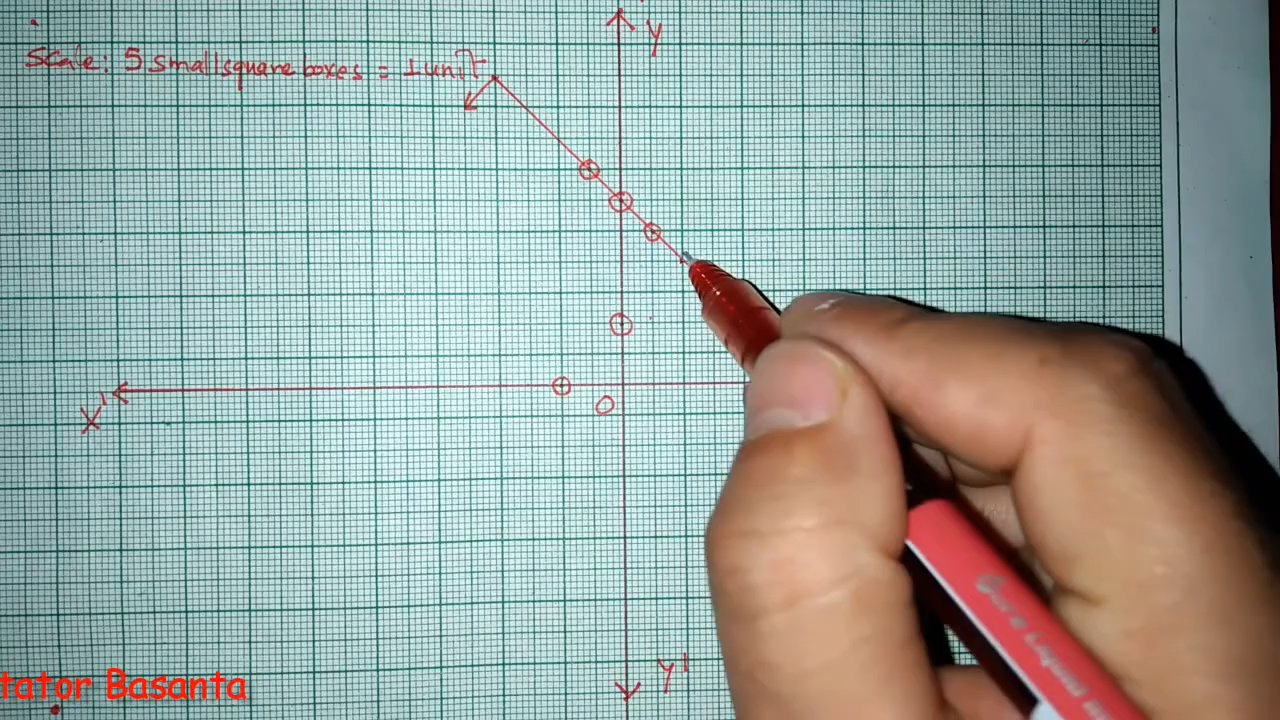 Y
Scale: 5 small square boxes = 1 unit
X'
O
Y'
tator Basanta